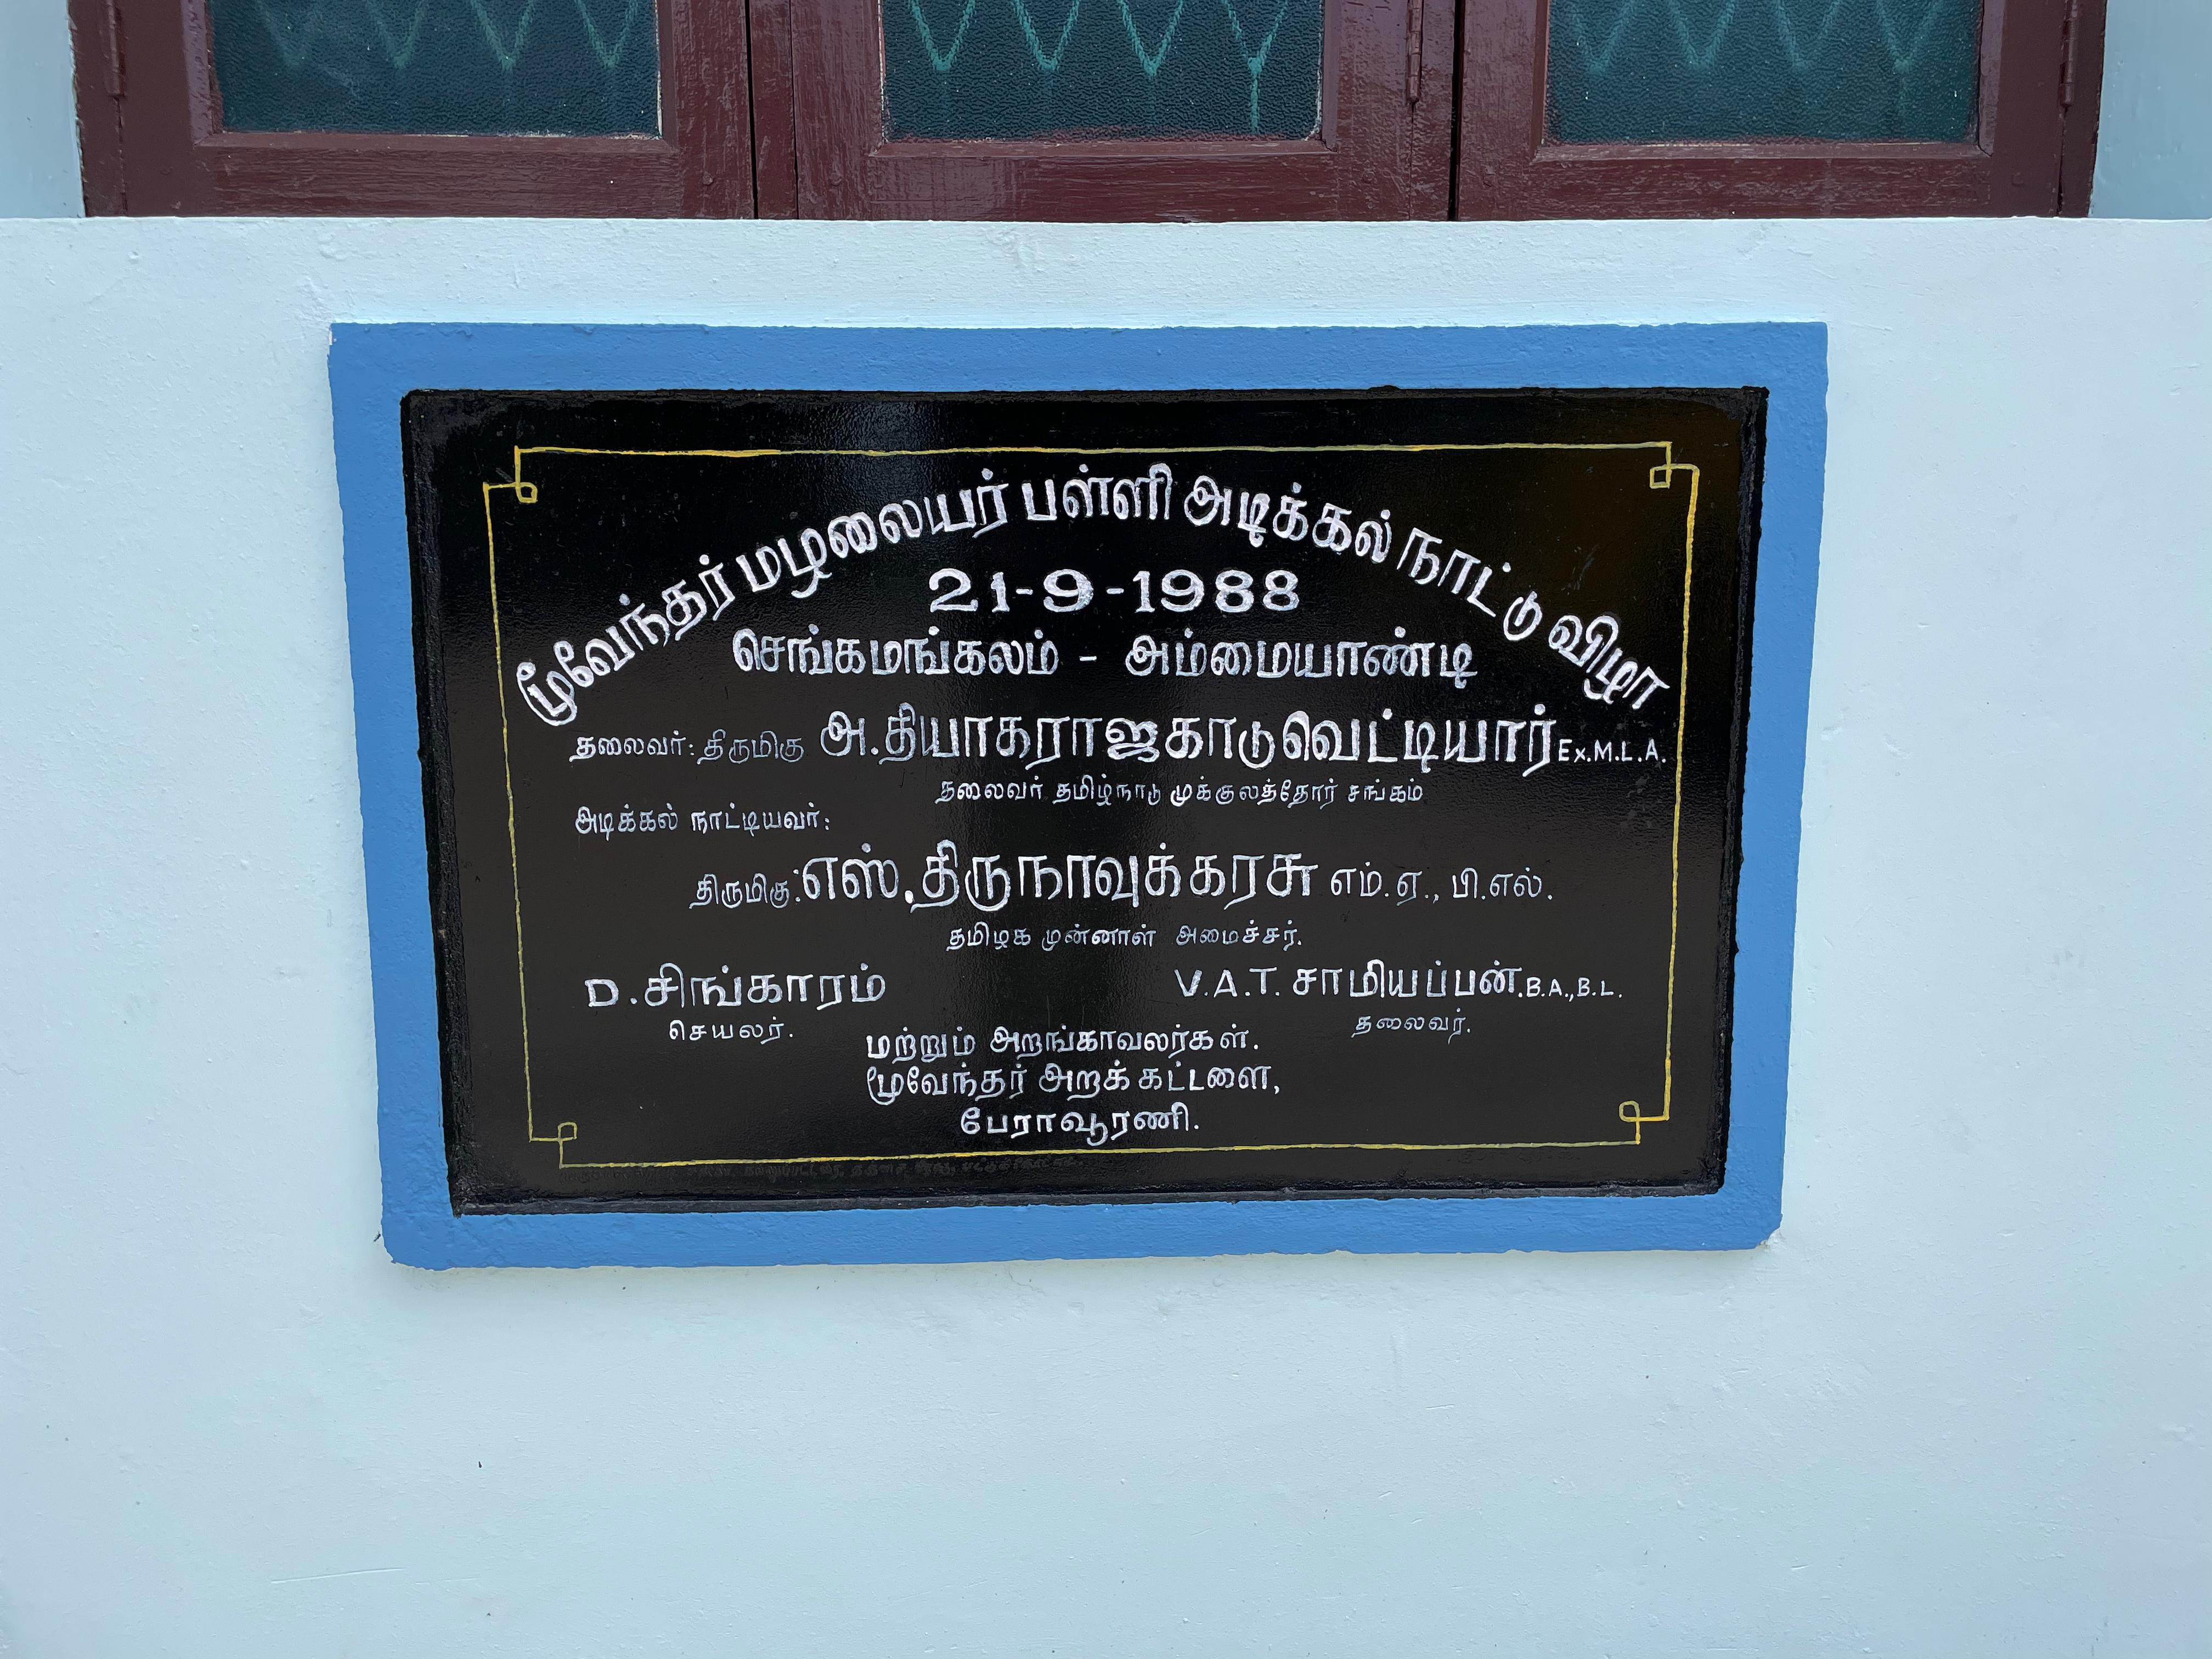 மூவேந்தர் மழலையர் பள்ளி அடிக்கல் நாட்டு விழா
21-9-1988
செங்கமங்கலம் - அம்மையாண்டி
தலைவர்: திருமிகு அ.தியாகராஜகாடுவெட்டியார் Ex.M.L.A.
தலைவர் தமிழ்நாடு முக்குலத்தோர் சங்கம்
அடிக்கல் நாட்டியவர்:
திருமிகு: எஸ்.திருநாவுக்கரசு எம்.ஏ., பி.எல்.
தமிழக முன்னாள் அமைச்சர்.
D.சிங்காரம் V.A.T. சாமியப்பன்.B.A.,B.L.
செயலர். தலைவர்.
மற்றும் அறங்காவலர்கள்.
மூவேந்தர் அறக் கட்டளை,
பேராவூரணி.